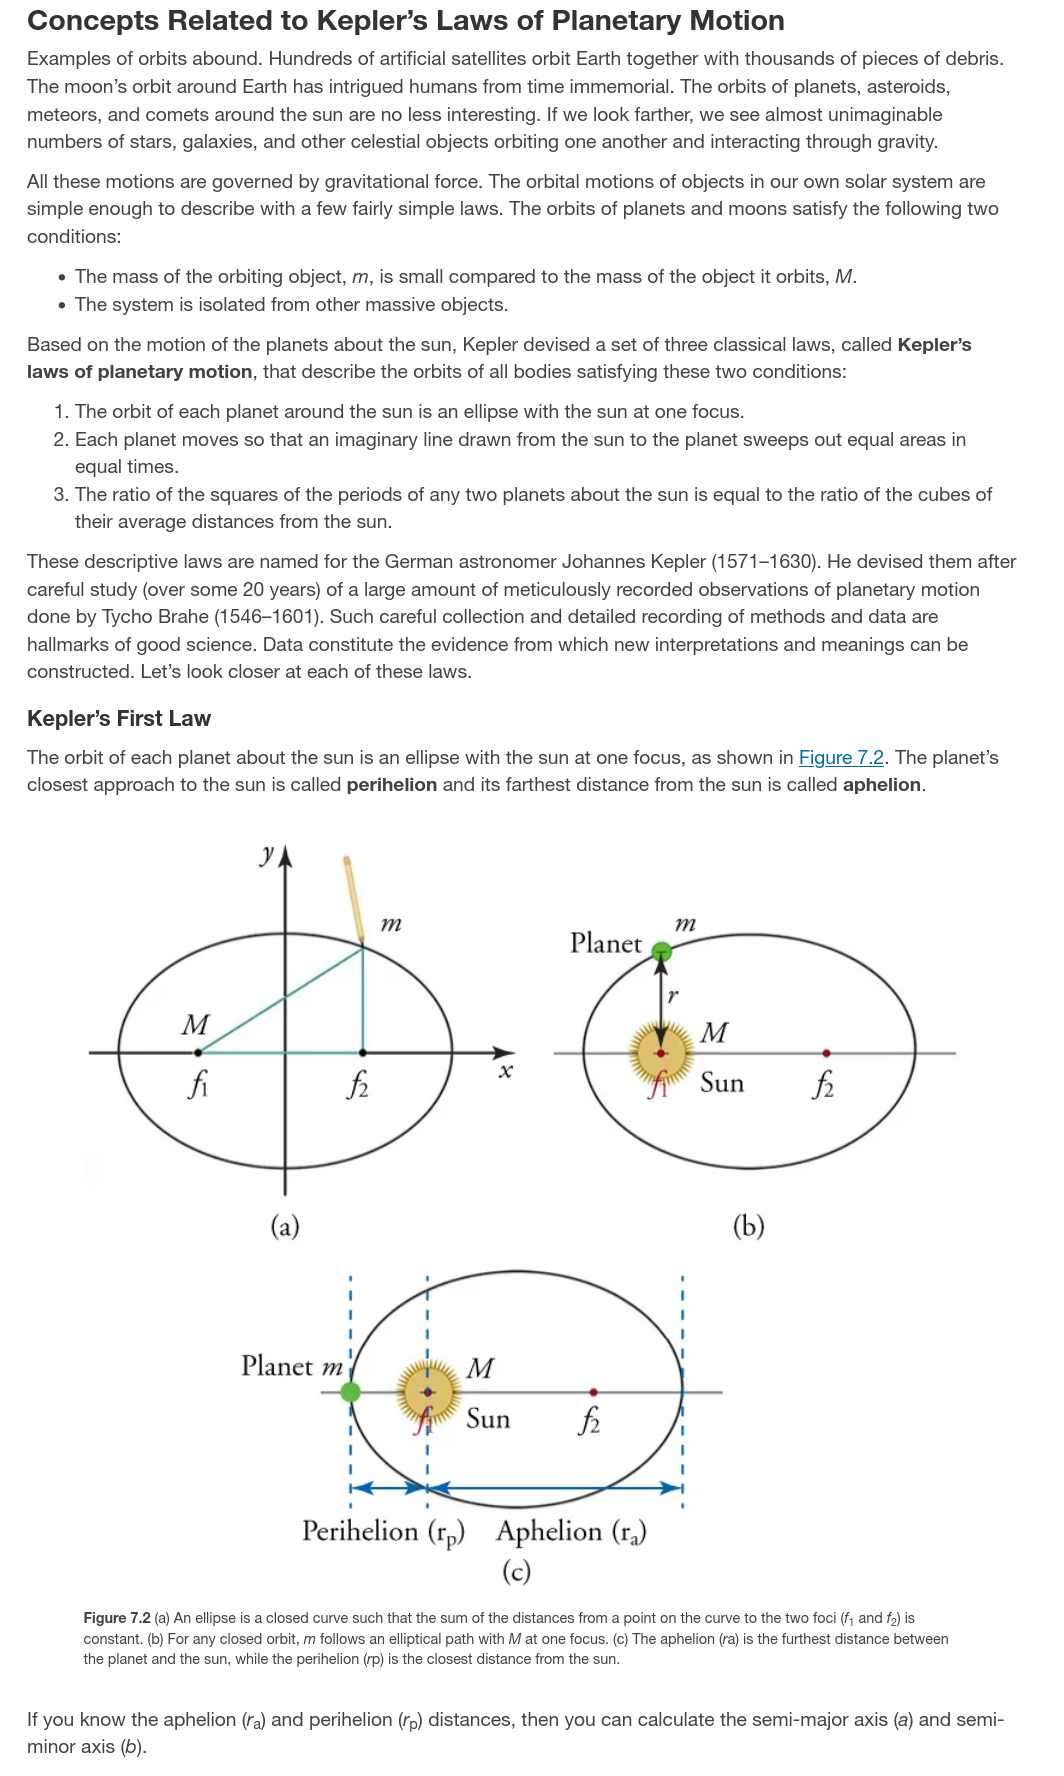 Concepts Related to Kepler’s Laws of Planetary Motion
Examples of orbits abound. Hundreds of artificial satellites orbit Earth together with thousands of pieces of debris.
The moon’s orbit around Earth has intrigued humans from time immemorial. The orbits of planets, asteroids,
meteors, and comets around the sun are no less interesting. If we look farther, we see almost unimaginable
numbers of stars, galaxies, and other celestial objects orbiting one another and interacting through gravity.
All these motions are governed by gravitational force. The orbital motions of objects in our own solar system are
simple enough to describe with a few fairly simple laws. The orbits of planets and moons satisfy the following two
conditions:
• The mass of the orbiting object, m, is small compared to the mass of the object it orbits, M.
• The system is isolated from other massive objects.
Based on the motion of the planets about the sun, Kepler devised a set of three classical laws, called Kepler’s
laws of planetary motion, that describe the orbits of all bodies satisfying these two conditions:
1. The orbit of each planet around the sun is an ellipse with the sun at one focus.
2. Each planet moves so that an imaginary line drawn from the sun to the planet sweeps out equal areas in
equal times.
3. The ratio of the squares of the periods of any two planets about the sun is equal to the ratio of the cubes of
their average distances from the sun.
These descriptive laws are named for the German astronomer Johannes Kepler (1571–1630). He devised them after
careful study (over some 20 years) of a large amount of meticulously recorded observations of planetary motion
done by Tycho Brahe (1546–1601). Such careful collection and detailed recording of methods and data are
hallmarks of good science. Data constitute the evidence from which new interpretations and meanings can be
constructed. Let’s look closer at each of these laws.
Kepler’s First Law
The orbit of each planet about the sun is an ellipse with the sun at one focus, as shown in Figure 7.2. The planet’s
closest approach to the sun is called perihelion and its farthest distance from the sun is called aphelion.
y
m
M
f₁
f₂
x
(a)
Planet
m
r
M
f₁
Sun
f₂
(b)
Planet m
M
f₁
Sun
f₂
Perihelion (rₚ) Aphelion (rₐ)
(c)
Figure 7.2 (a) An ellipse is a closed curve such that the sum of the distances from a point on the curve to the two foci (f₁ and f₂) is
constant. (b) For any closed orbit, m follows an elliptical path with M at one focus. (c) The aphelion (ra) is the furthest distance between
the planet and the sun, while the perihelion (rp) is the closest distance from the sun.
If you know the aphelion (rₐ) and perihelion (rₚ) distances, then you can calculate the semi-major axis (a) and semi-
minor axis (b).